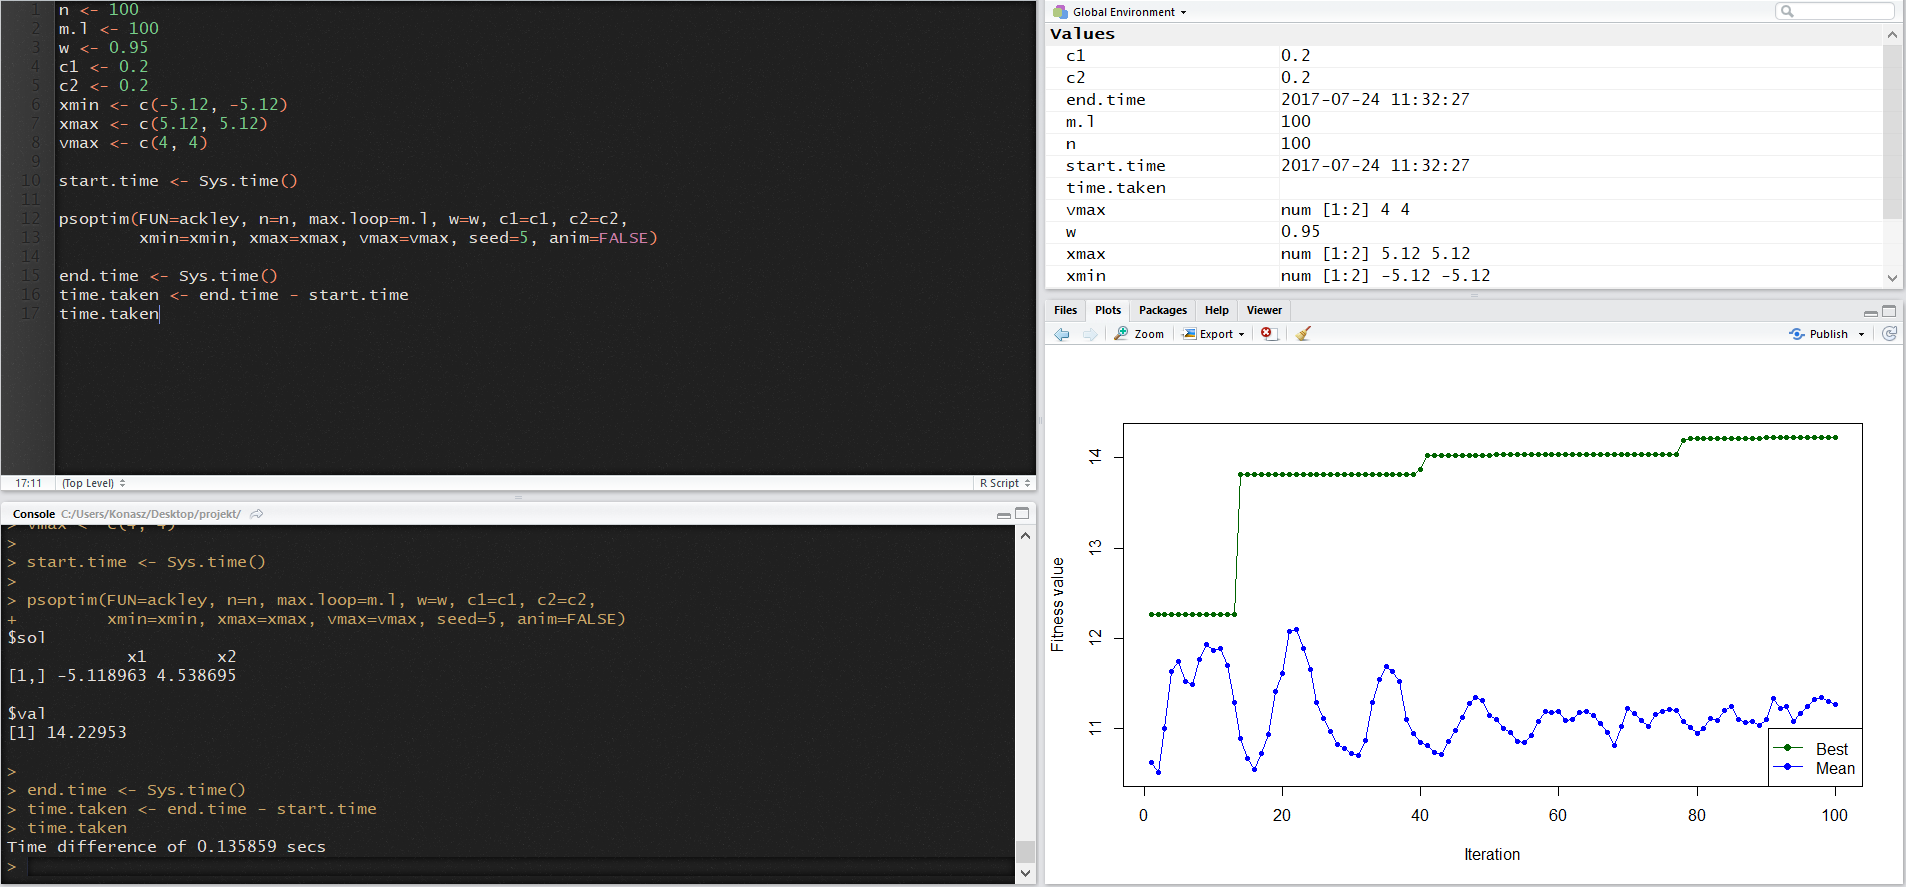 1 n <- 100
2 m.l <- 100
3 w <- 0.95
4 c1 <- 0.2
5 c2 <- 0.2
6 xmin <- c(-5.12, -5.12)
7 xmax <- c(5.12, 5.12)
8 vmax <- c(4, 4)
9
10 start.time <- Sys.time()
11
12 psoptim(FUN=ackley, n=n, max.loop=m.l, w=w, c1=c1, c2=c2,
13 xmin=xmin, xmax=xmax, vmax=vmax, seed=5, anim=FALSE)
14
15 end.time <- Sys.time()
16 time.taken <- end.time - start.time
17 time.taken
17:11 (Top Level) R Script
Console C:/Users/Konasz/Desktop/projekt/
> vmax <- c(4, 4)
>
> start.time <- Sys.time()
>
> psoptim(FUN=ackley, n=n, max.loop=m.l, w=w, c1=c1, c2=c2,
+ xmin=xmin, xmax=xmax, vmax=vmax, seed=5, anim=FALSE)
$sol
x1 x2
[1,] -5.118963 4.538695
$val
[1] 14.22953
>
> end.time <- Sys.time()
> time.taken <- end.time - start.time
> time.taken
Time difference of 0.135859 secs
>
Global Environment
Values
c1 0.2
c2 0.2
end.time 2017-07-24 11:32:27
m.l 100
n 100
start.time 2017-07-24 11:32:27
time.taken
vmax num [1:2] 4 4
w 0.95
xmax num [1:2] 5.12 5.12
xmin num [1:2] -5.12 -5.12
Files Plots Packages Help Viewer
Zoom Export Publish
Fitness value
14
13
12
11
Best
Mean
0 20 40 60 80 100
Iteration